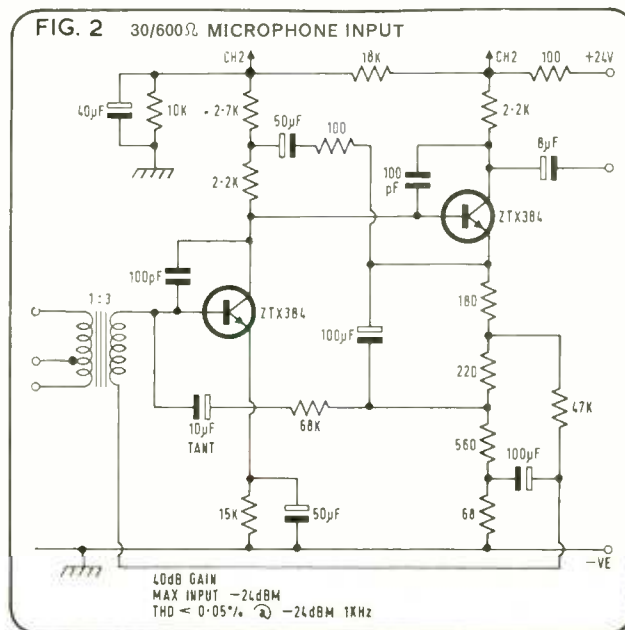 FIG. 2 30/600Ω MICROPHONE INPUT
CH2
18K
CH2
100
+24V
40µF
10K
2·7K
50µF
100
2·2K
8µF
2·2K
100
pF
ZTX384
100pF
1:3
ZTX384
180
100µF
220
47K
10µF
TANT
68K
560
100µF
15K
50µF
68
-VE
40dB GAIN
MAX INPUT -24dBM
THD < 0·05% @ -24dBM 1KHz